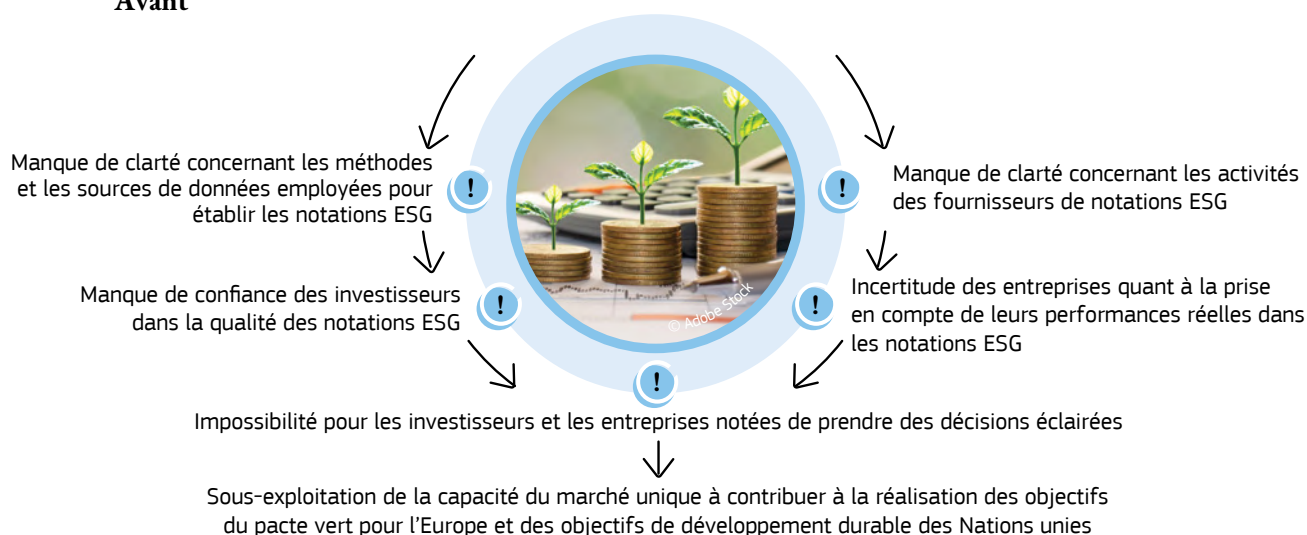 Avant
Manque de clarté concernant les méthodes
et les sources de données employées pour
établir les notations ESG
Manque de confiance des investisseurs
dans la qualité des notations ESG
Manque de clarté concernant les activités
des fournisseurs de notations ESG
Incertitude des entreprises quant à la prise
en compte de leurs performances réelles dans
les notations ESG
© Adobe Stock
!
!
!
!
!
Impossibilité pour les investisseurs et les entreprises notées de prendre des décisions éclairées
Sous-exploitation de la capacité du marché unique à contribuer à la réalisation des objectifs
du pacte vert pour l’Europe et des objectifs de développement durable des Nations unies